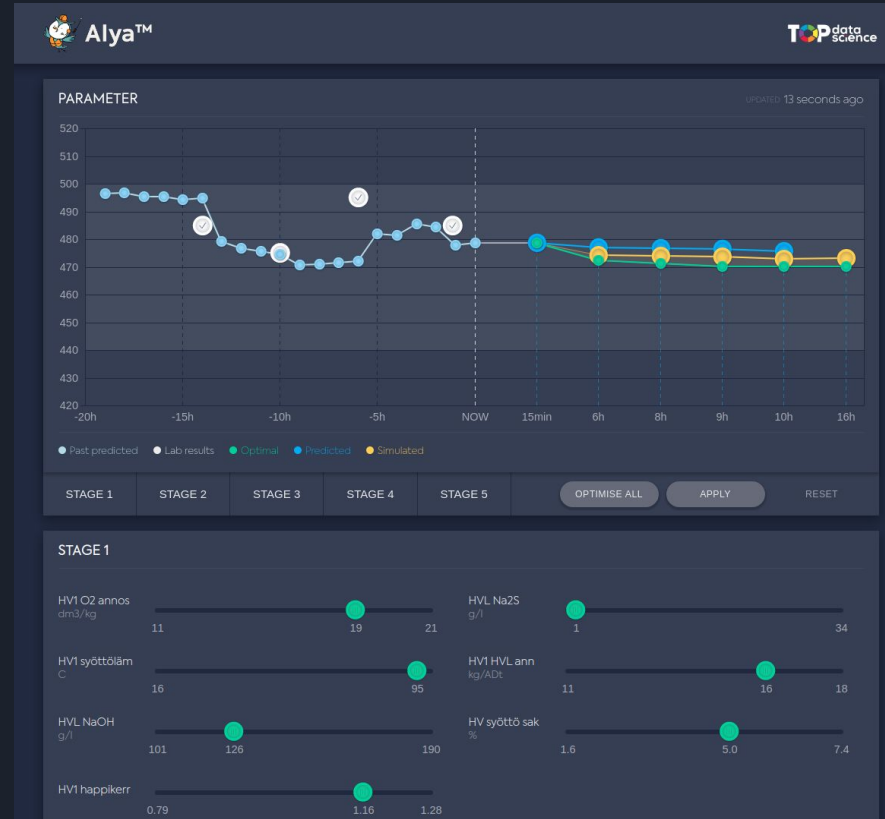 Alya™
TOP data science
PARAMETER
UPDATED 13 seconds ago
520
510
500
490
480
470
460
450
440
430
420
-20h -15h -10h -5h NOW 15min 6h 8h 9h 10h 16h
Past predicted Lab results Optimal Predicted Simulated
STAGE 1 STAGE 2 STAGE 3 STAGE 4 STAGE 5 OPTIMISE ALL APPLY RESET
STAGE 1
HV1 O2 annos
dm3/kg
11 19 21
HVL Na2S
g/l
1 34
HV1 syöttöläm
C
16 95
HV1 HVL ann
kg/ADt
11 16 18
HVL NaOH
g/l
101 126 190
HV syöttö sak
%
1.6 5.0 7.4
HV1 happikerr
0.79 1.16 1.28